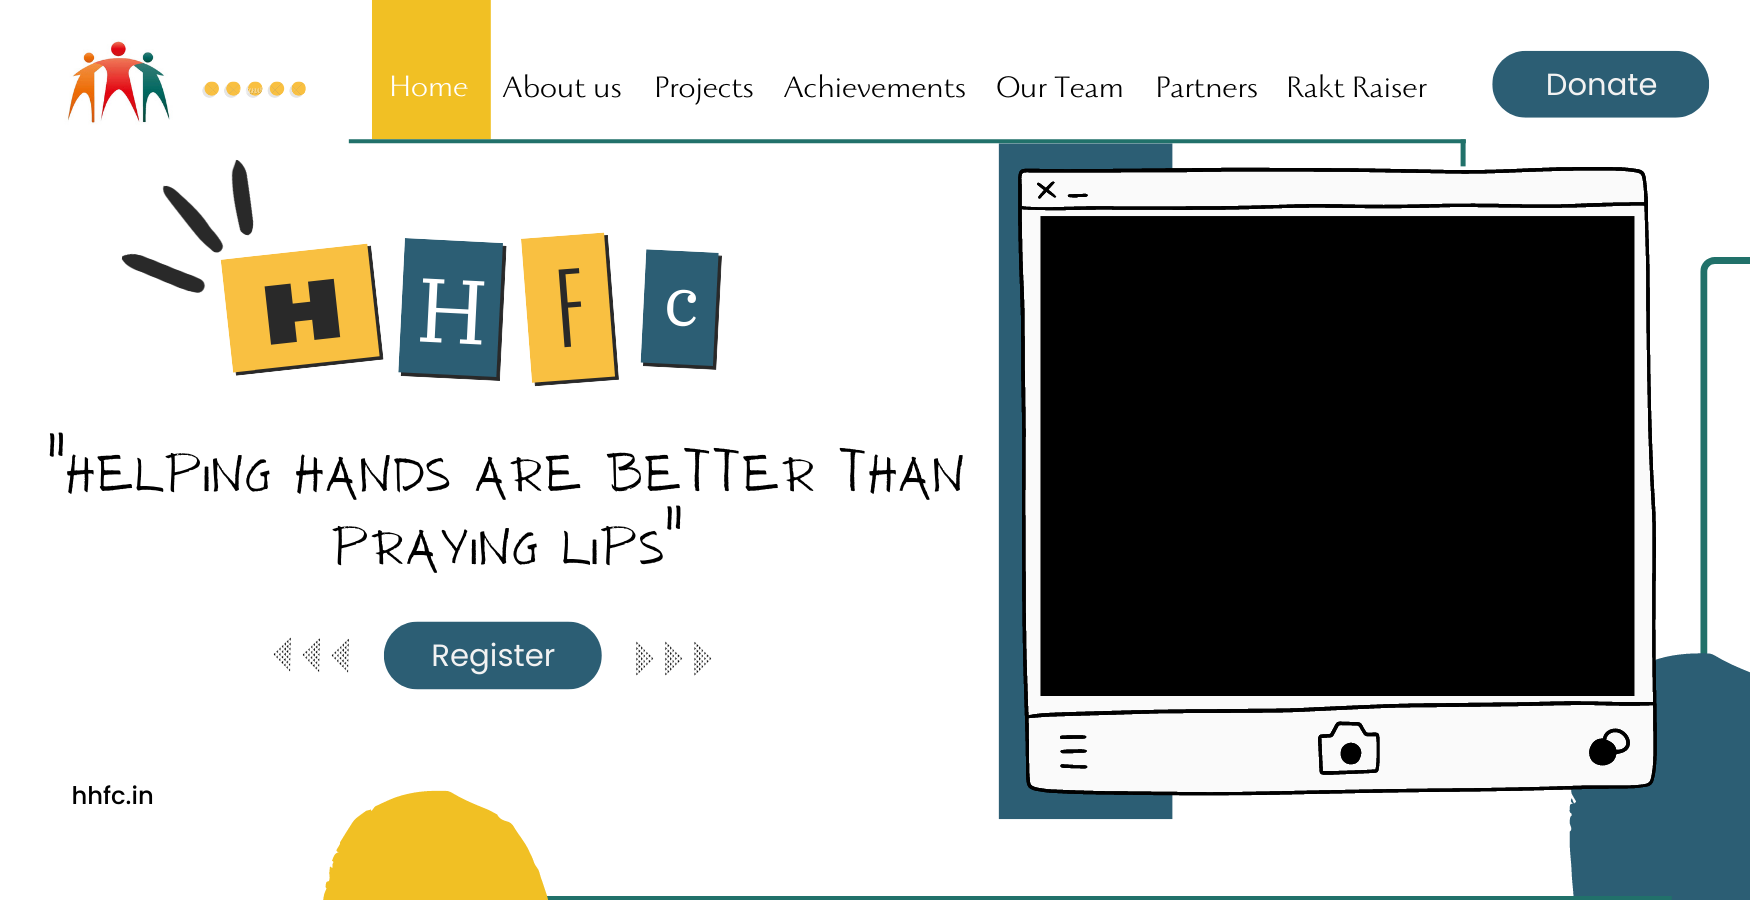 Home About us Projects Achievements Our Team Partners Rakt Raiser Donate
H H F c
"HELPING HANDS ARE BETTER THAN
PRAYING LIPS"
Register
hhfc.in